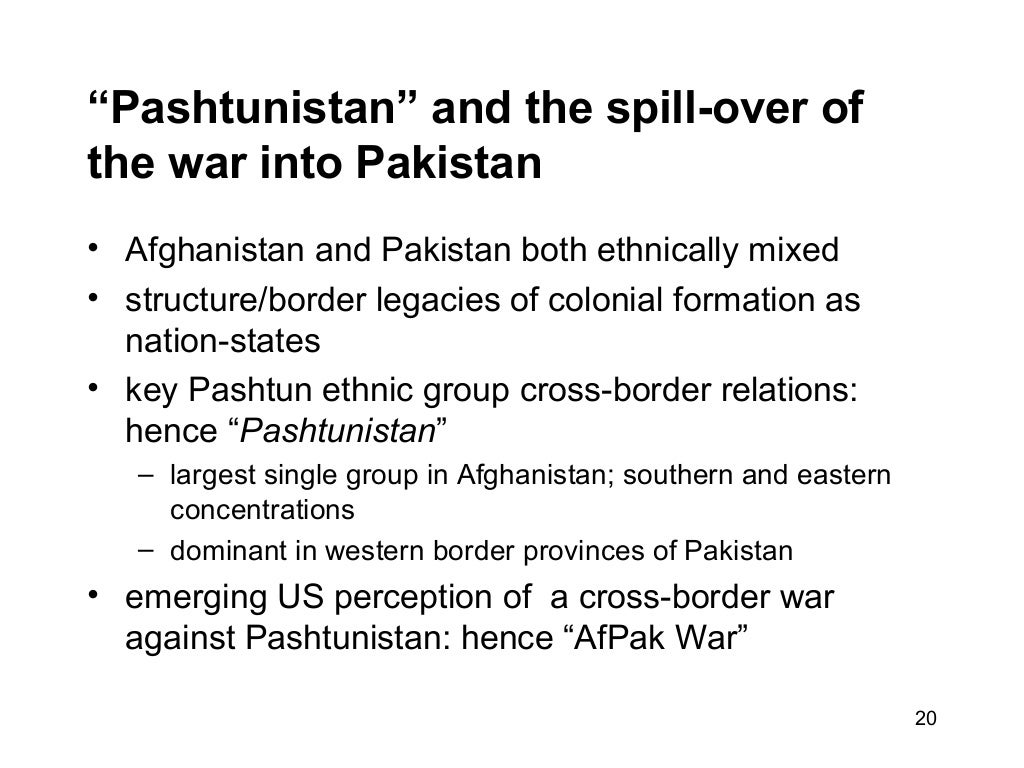 “Pashtunistan” and the spill-over of
the war into Pakistan
• Afghanistan and Pakistan both ethnically mixed
• structure/border legacies of colonial formation as
nation-states
• key Pashtun ethnic group cross-border relations:
hence “Pashtunistan”
– largest single group in Afghanistan; southern and eastern
concentrations
– dominant in western border provinces of Pakistan
• emerging US perception of  a cross-border war
against Pashtunistan: hence “AfPak War”
20